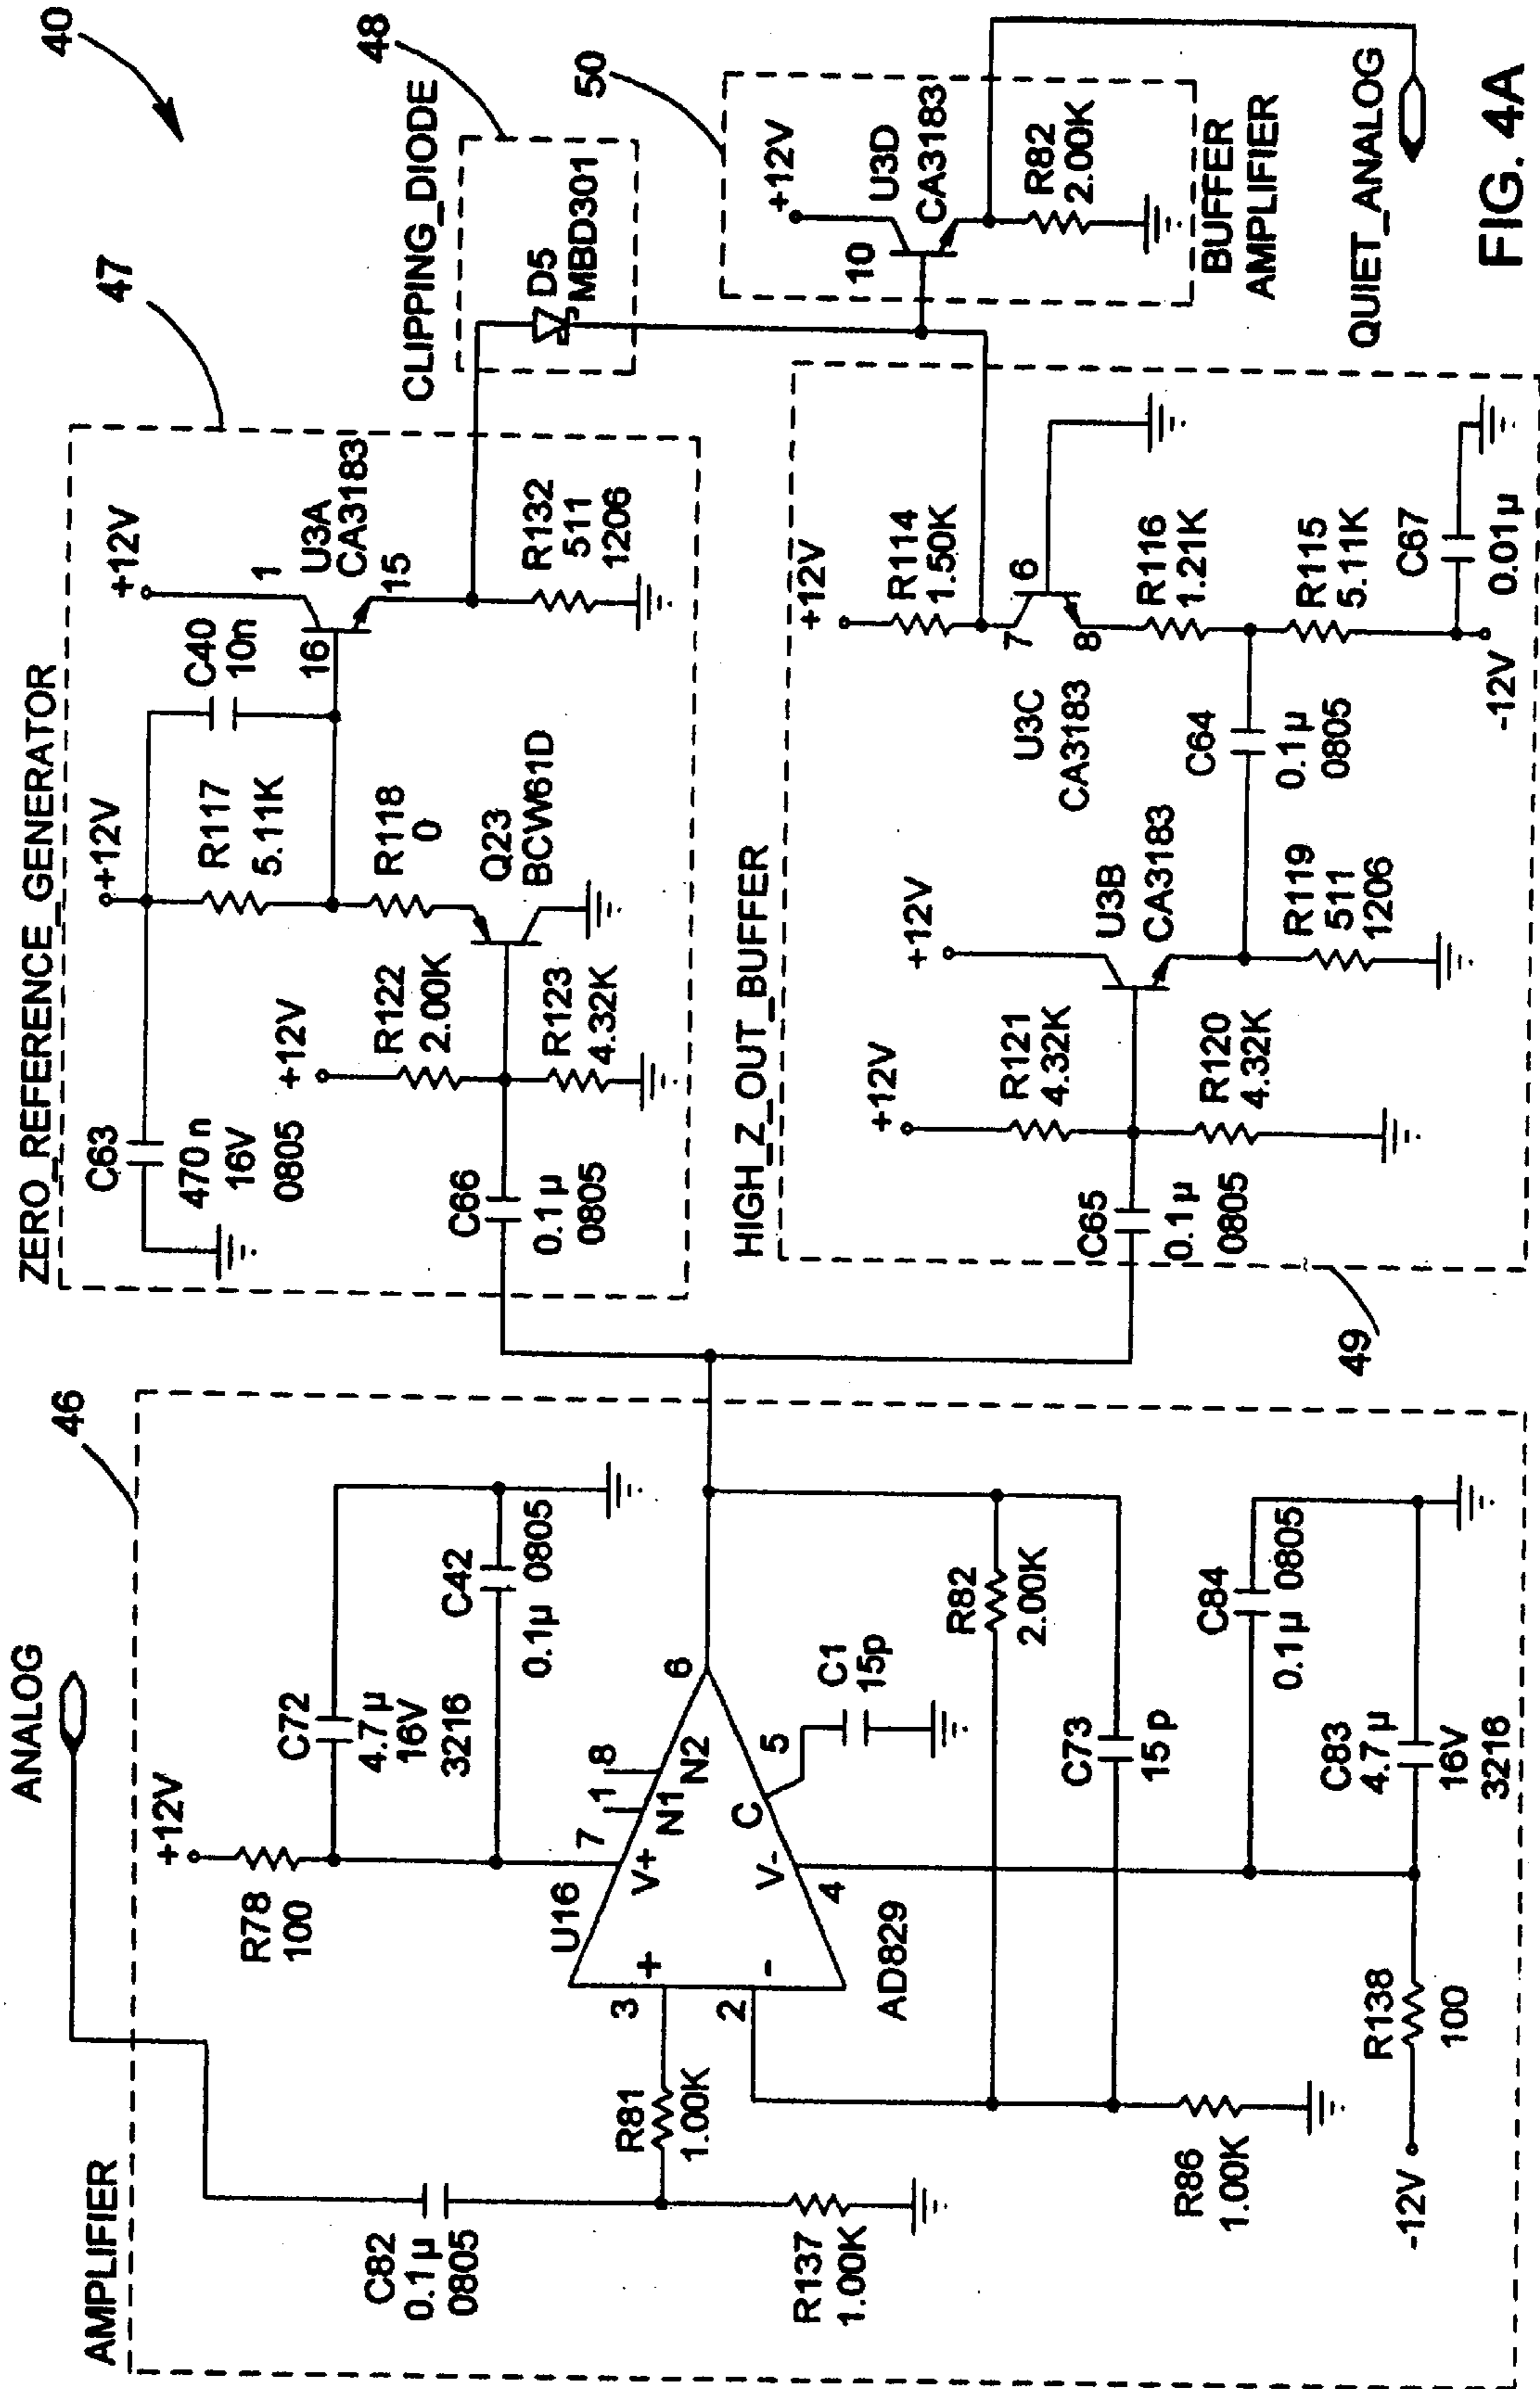 40
ANALOG
AMPLIFIER
46
C82
0.1µ
0805
R137
1.00K
R81
1.00K
+12V
R78
100
C72
4.7µ
16V
3216
C42
0.1µ 0805
U16
V+
7
1
8
N1
N2
3
+
2
-
6
V-
4
C
5
C1
15p
AD829
R82
2.00K
C73
15p
R86
1.00K
C84
0.1µ 0805
C83
4.7µ
16V
3216
R138
100
-12V
ZERO_REFERENCE_GENERATOR
47
C63
470n
16V
0805
+12V
R117
5.11K
C40
10n
+12V
1
U3A
CA3183
16
15
R118
0
Q23
BCW61D
+12V
R122
2.00K
R123
4.32K
C66
0.1µ
0805
R132
511
1206
CLIPPING_DIODE
48
D5
MBD301
HIGH_Z_OUT_BUFFER
49
+12V
R121
4.32K
R120
4.32K
C65
0.1µ
0805
+12V
U3B
CA3183
R119
511
1206
C64
0.1µ
0805
+12V
R114
1.50K
7
6
8
U3C
CA3183
R116
1.21K
R115
5.11K
C67
0.01µ
-12V
50
+12V
U3D
CA3183
10
R82
2.00K
BUFFER
AMPLIFIER
QUIET_ANALOG
FIG. 4A